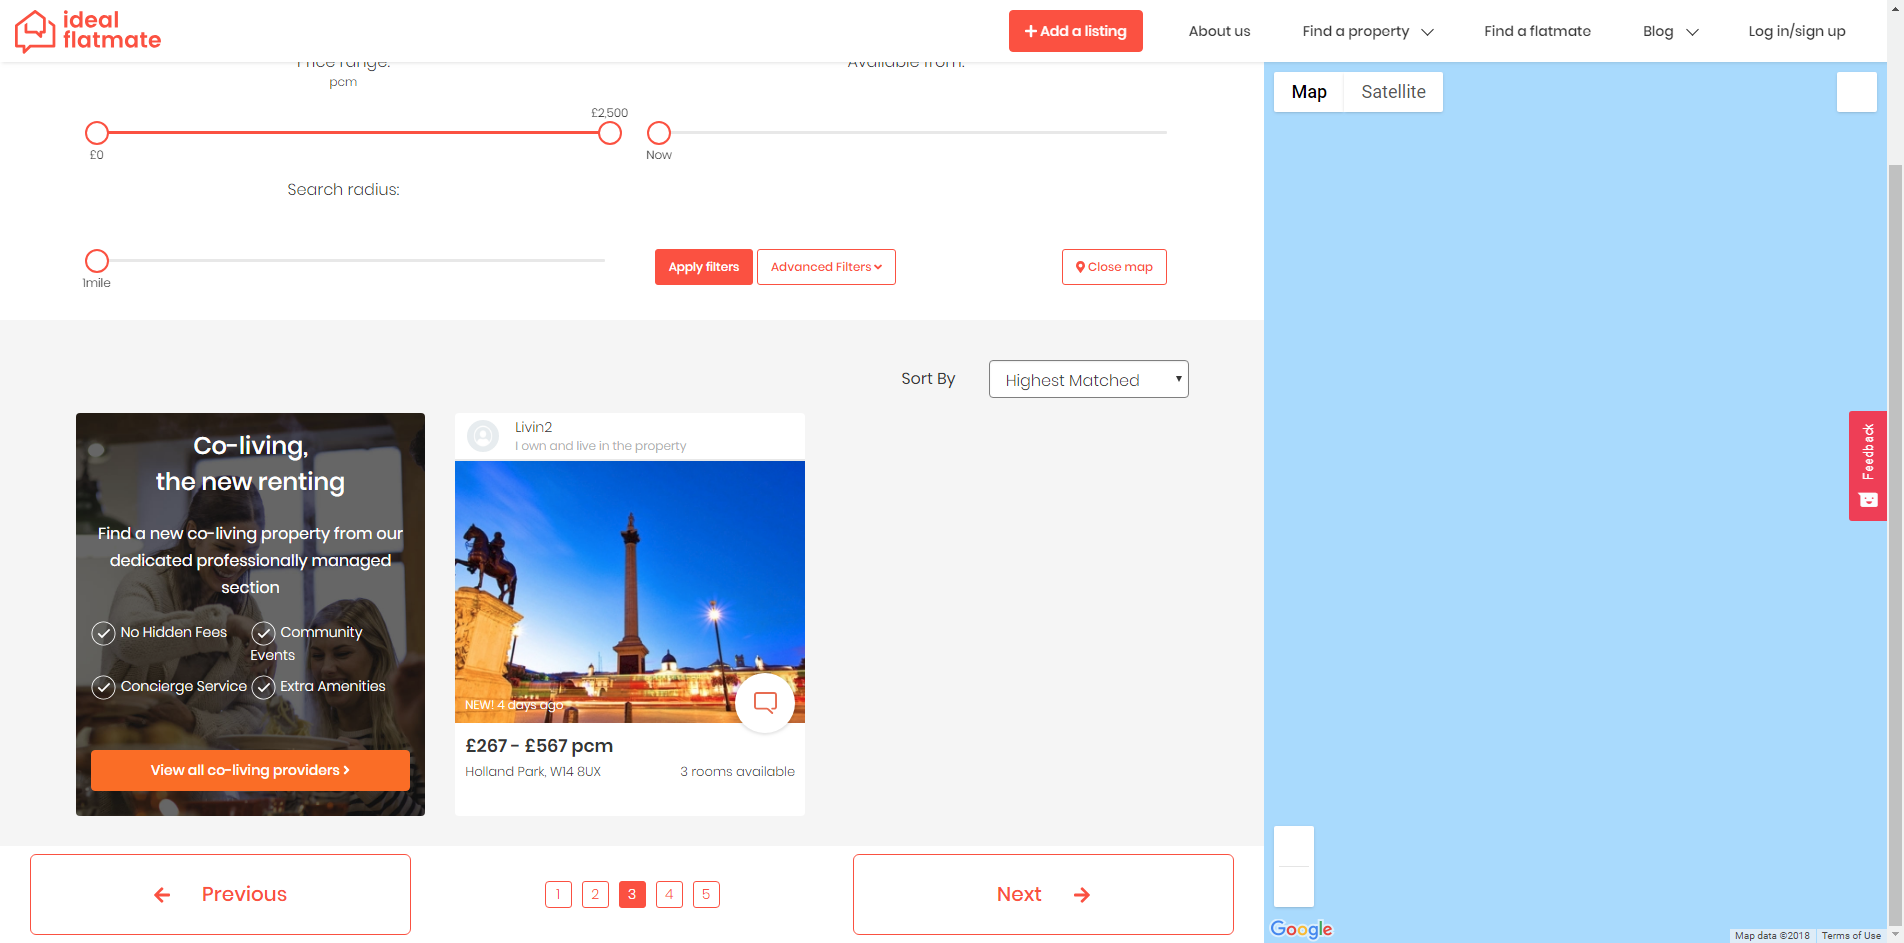 ideal
flatmate
Add a listing
About us
Find a property
Find a flatmate
Blog
Log in/sign up
Price range:
pcm
£2,500
£0
Available from:
Now
Search radius:
1mile
Apply filters
Advanced Filters
Close map
Sort By
Highest Matched
Co-living,
the new renting
Find a new co-living property from our
dedicated professionally managed
section
No Hidden Fees
Community
Events
Concierge Service
Extra Amenities
View all co-living providers
Livin2
I own and live in the property
NEW! 4 days ago
£267 - £567 pcm
Holland Park, W14 8UX
3 rooms available
Previous
1 2 3 4 5
Next
Map
Satellite
Feedback
Google
Map data ©2018
Terms of Use